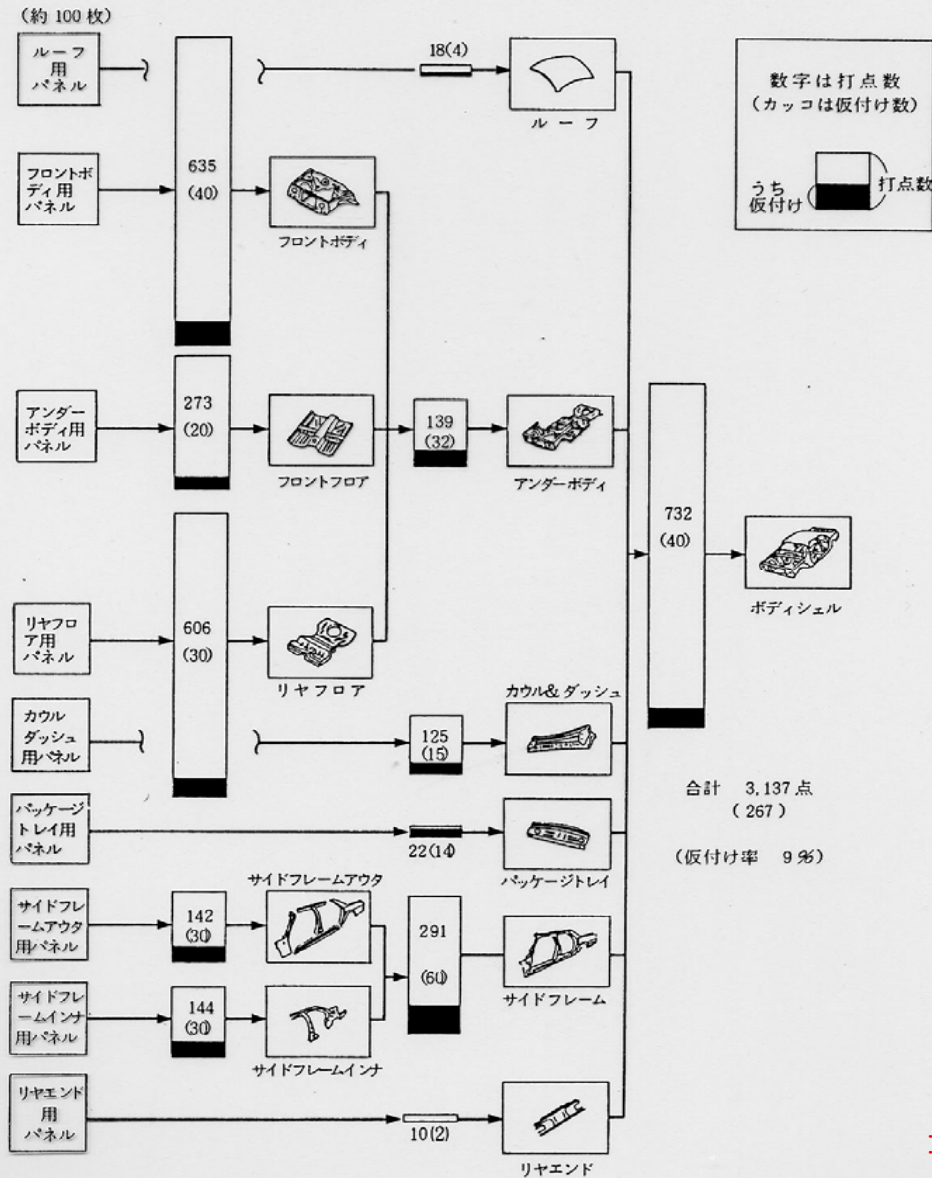 (約 100 枚)
ルーフ
用
パネル
18(4)
ルーフ
数字は打点数
(カッコは仮付け数)
うち
仮付け
打点数
フロントボ
ディ用
パネル
635
(40)
フロントボディ
アンダー
ボディ用
パネル
273
(20)
フロントフロア
139
(32)
アンダーボディ
732
(40)
ボディシェル
リヤフロ
ア用
パネル
606
(30)
リヤフロア
カウル
ダッシュ
用パネル
125
(15)
カウル&ダッシュ
合計 3,137 点
(267)
(仮付け率 9%)
パッケージ
トレイ用
パネル
22(14)
パッケージトレイ
サイドフレ
ームアウタ
用パネル
142
(30)
サイドフレームアウタ
291
(60)
サイドフレーム
サイドフレ
ームインナ
用パネル
144
(30)
サイドフレームインナ
リヤエンド
用
パネル
10(2)
リヤエンド